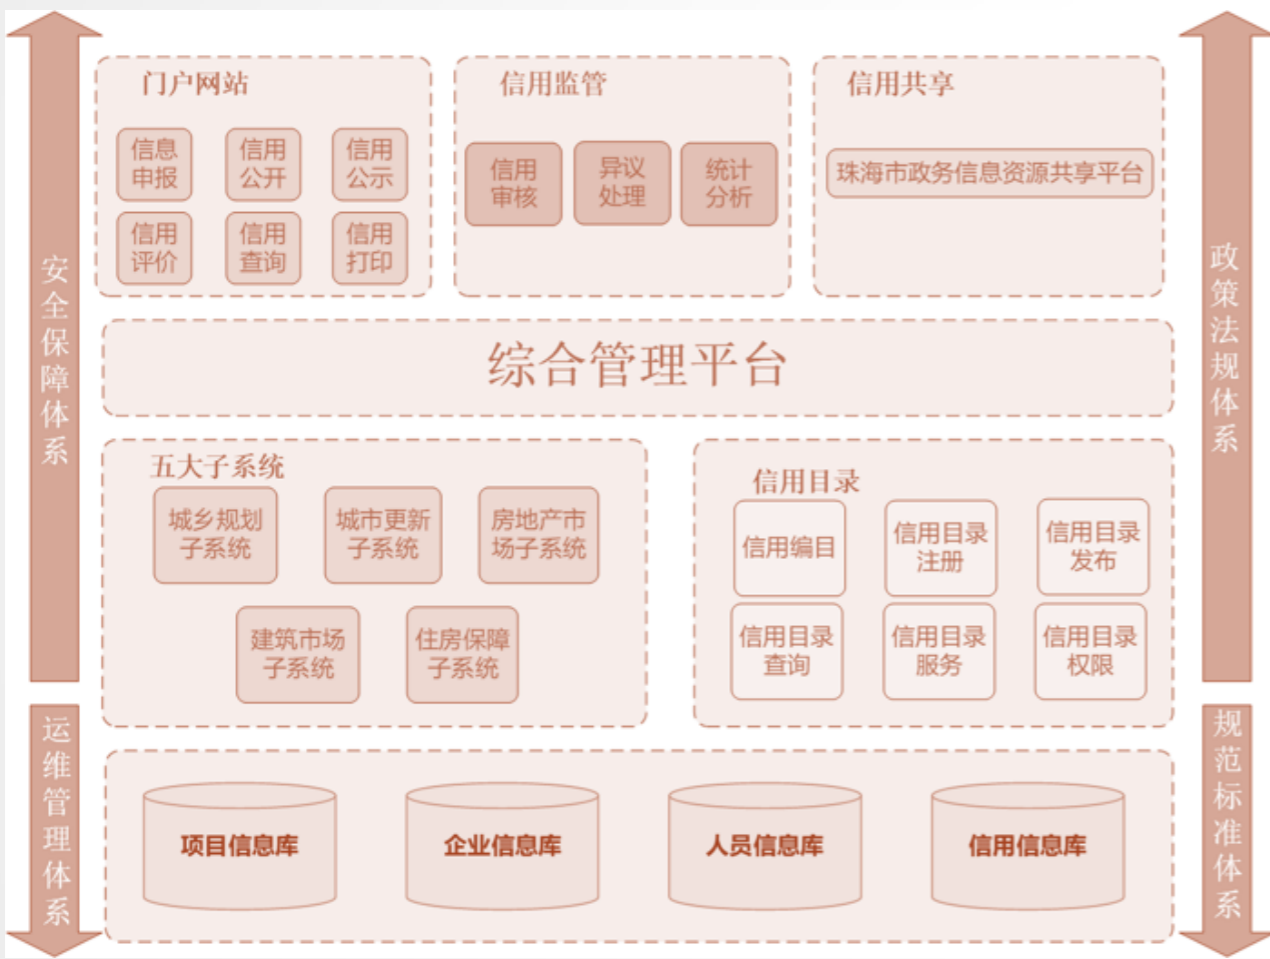 门户网站
信息
申报
信用
公开
信用
公示
信用
评价
信用
查询
信用
打印
信用监管
信用
审核
异议
处理
统计
分析
信用共享
珠海市政务信息资源共享平台
综合管理平台
五大子系统
城乡规划
子系统
城市更新
子系统
房地产市
场子系统
建筑市场
子系统
住房保障
子系统
信用目录
信用编目
信用目录
注册
信用目录
发布
信用目录
查询
信用目录
服务
信用目录
权限
项目信息库
企业信息库
人员信息库
信用信息库
安全保障体系
运维管理体系
政策法规体系
规范标准体系